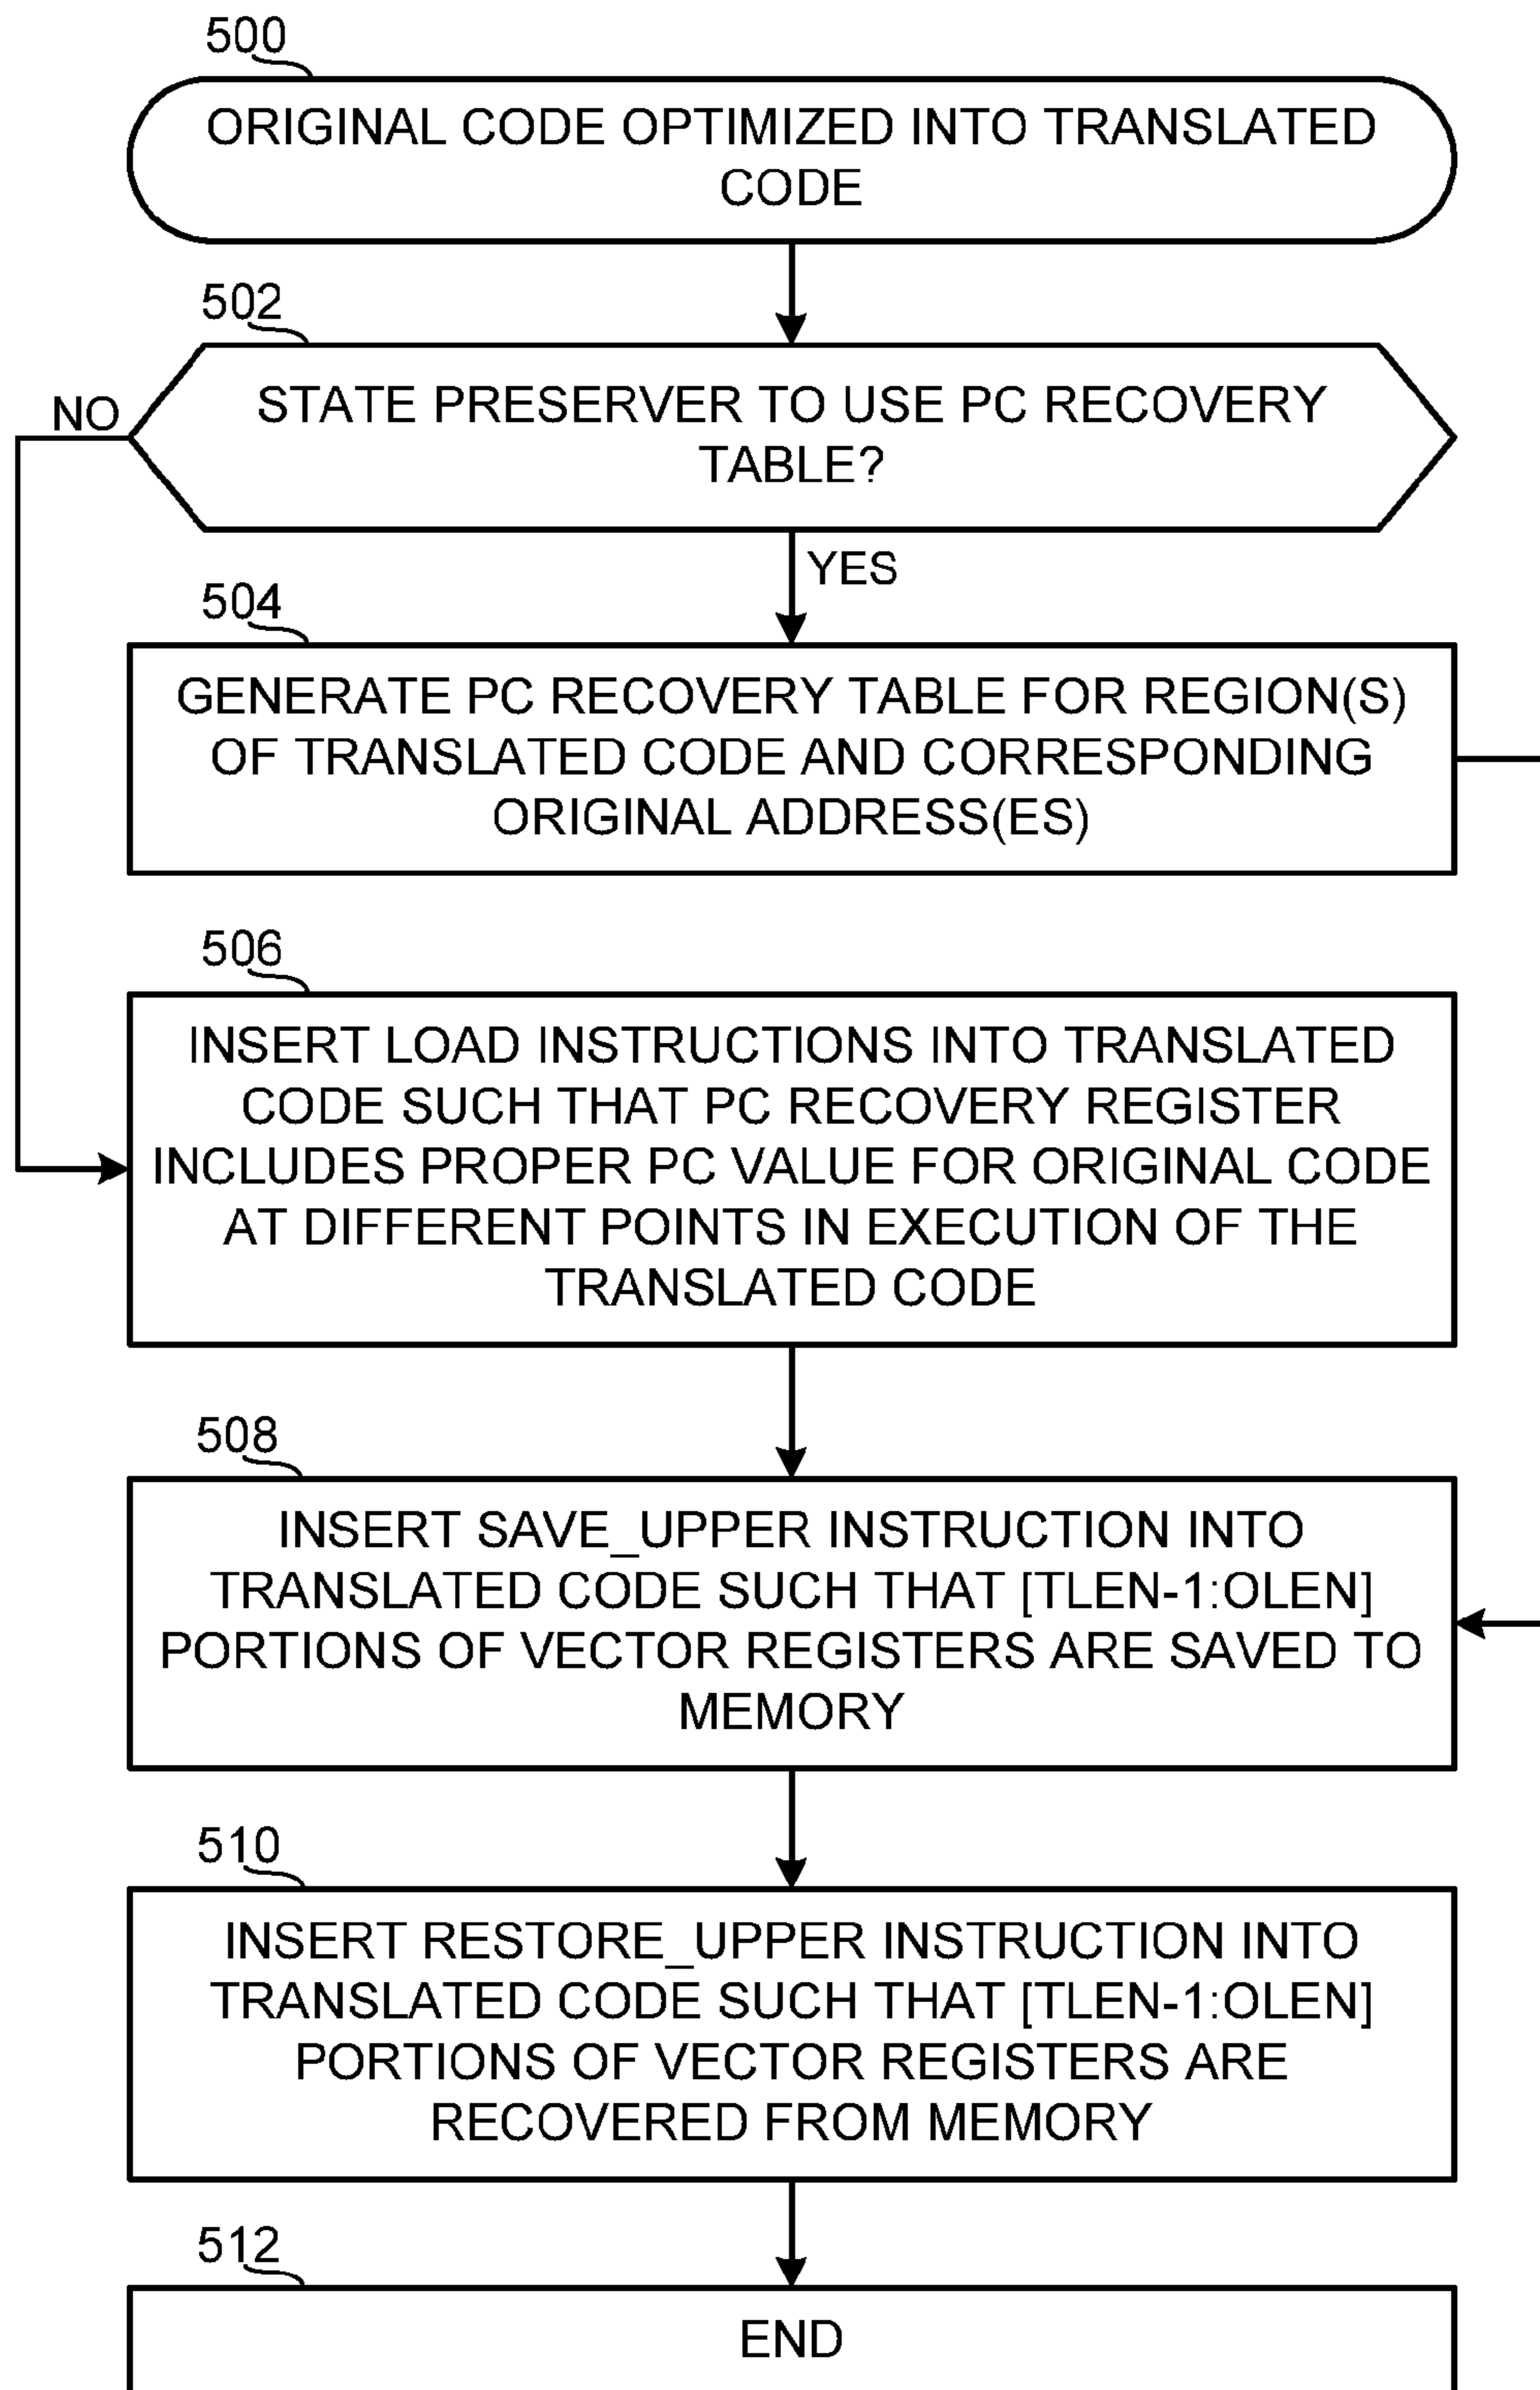 500
ORIGINAL CODE OPTIMIZED INTO TRANSLATED
CODE
502
NO
STATE PRESERVER TO USE PC RECOVERY
TABLE?
YES
504
GENERATE PC RECOVERY TABLE FOR REGION(S)
OF TRANSLATED CODE AND CORRESPONDING
ORIGINAL ADDRESS(ES)
506
INSERT LOAD INSTRUCTIONS INTO TRANSLATED
CODE SUCH THAT PC RECOVERY REGISTER
INCLUDES PROPER PC VALUE FOR ORIGINAL CODE
AT DIFFERENT POINTS IN EXECUTION OF THE
TRANSLATED CODE
508
INSERT SAVE_UPPER INSTRUCTION INTO
TRANSLATED CODE SUCH THAT [TLEN-1:OLEN]
PORTIONS OF VECTOR REGISTERS ARE SAVED TO
MEMORY
510
INSERT RESTORE_UPPER INSTRUCTION INTO
TRANSLATED CODE SUCH THAT [TLEN-1:OLEN]
PORTIONS OF VECTOR REGISTERS ARE
RECOVERED FROM MEMORY
512
END